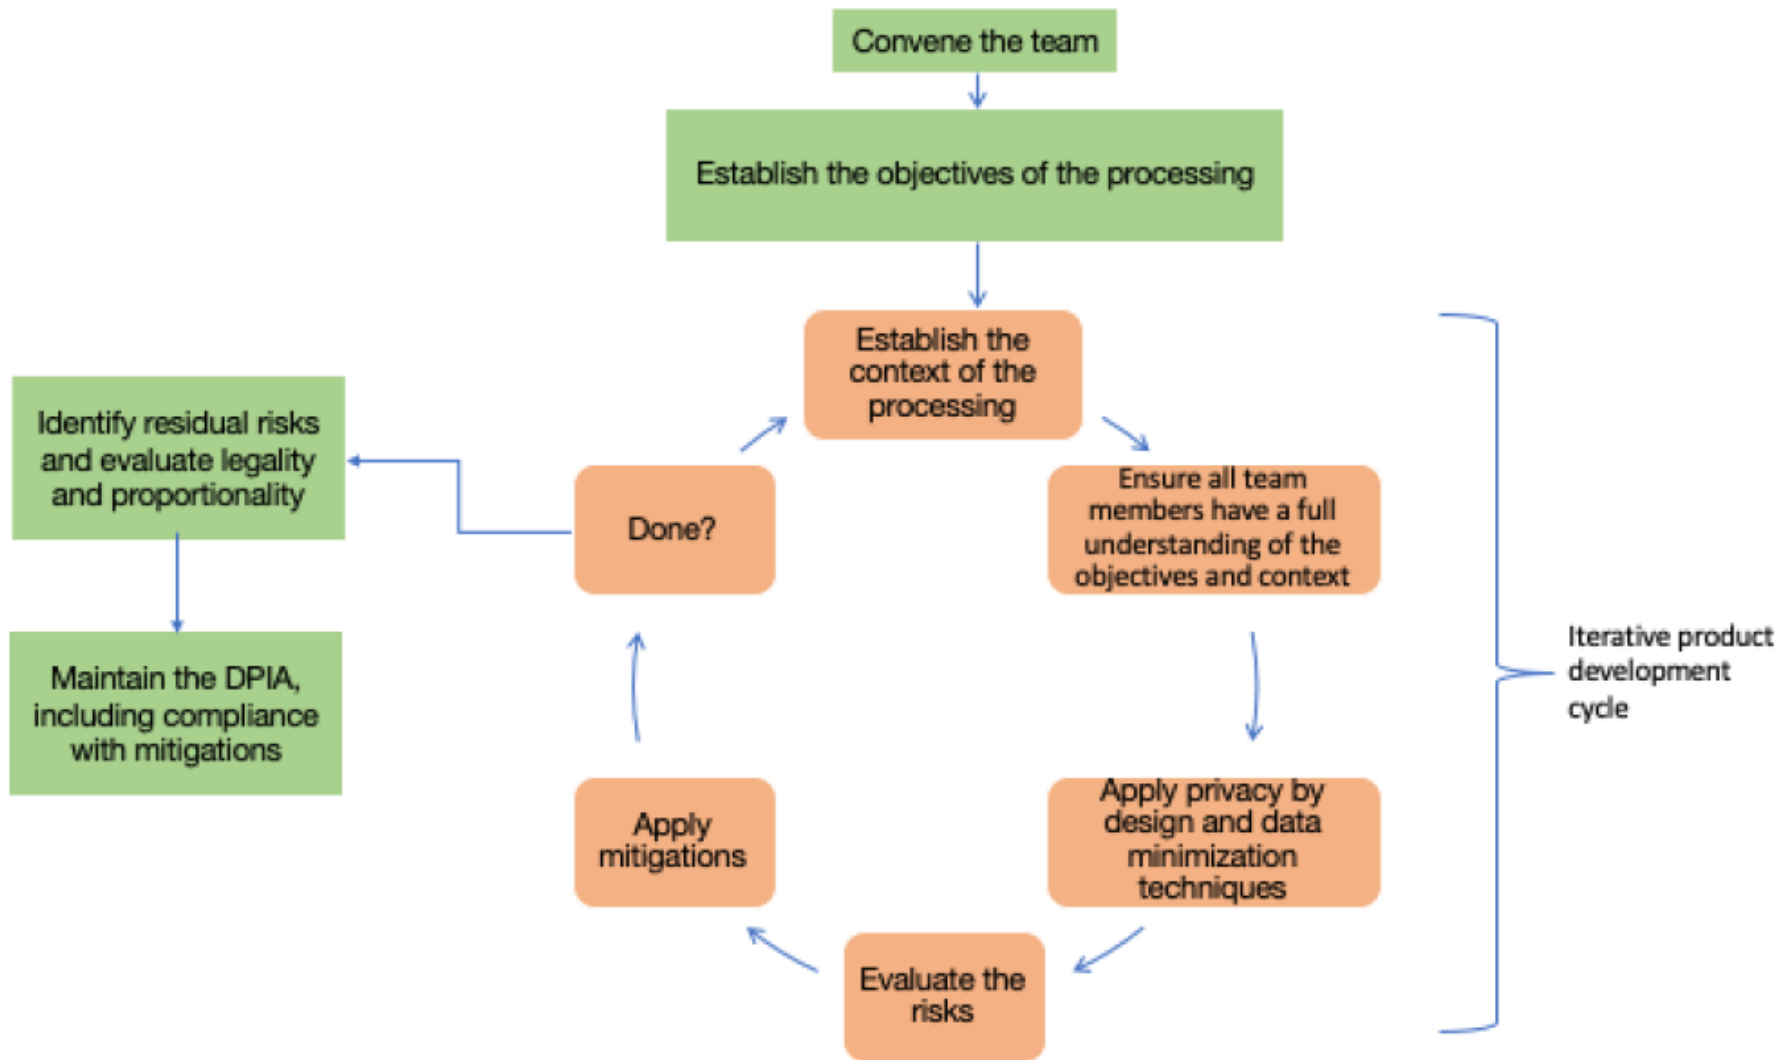 Convene the team
Establish the objectives of the processing
Establish the
context of the
processing
Ensure all team
members have a full
understanding of the
objectives and context
Apply privacy by
design and data
minimization
techniques
Evaluate the
risks
Apply
mitigations
Done?
Identify residual risks
and evaluate legality
and proportionality
Maintain the DPIA,
including compliance
with mitigations
Iterative product
development
cycle